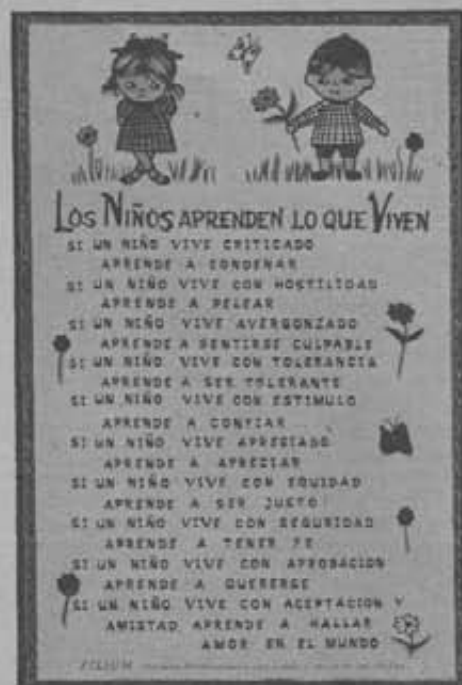 LOS NIÑOS APRENDEN LO QUE VIVEN
SI UN NIÑO VIVE CRITICADO
APRENDE A CONDENAR
SI UN NIÑO VIVE CON HOSTILIDAD
APRENDE A PELEAR
SI UN NIÑO VIVE AVERGONZADO
APRENDE A SENTIRSE CULPABLE
SI UN NIÑO VIVE CON TOLERANCIA
APRENDE A SER TOLERANTE
SI UN NIÑO VIVE CON ESTIMULO
APRENDE A CONFIAR
SI UN NIÑO VIVE APRECIADO
APRENDE A APRECIAR
SI UN NIÑO VIVE CON EQUIDAD
APRENDE A SER JUSTO
SI UN NIÑO VIVE CON SEGURIDAD
APRENDE A TENER FE
SI UN NIÑO VIVE CON APROBACION
APRENDE A QUERERSE
SI UN NIÑO VIVE CON ACEPTACION Y
AMISTAD APRENDE A HALLAR
AMOR EN EL MUNDO
FILIUM